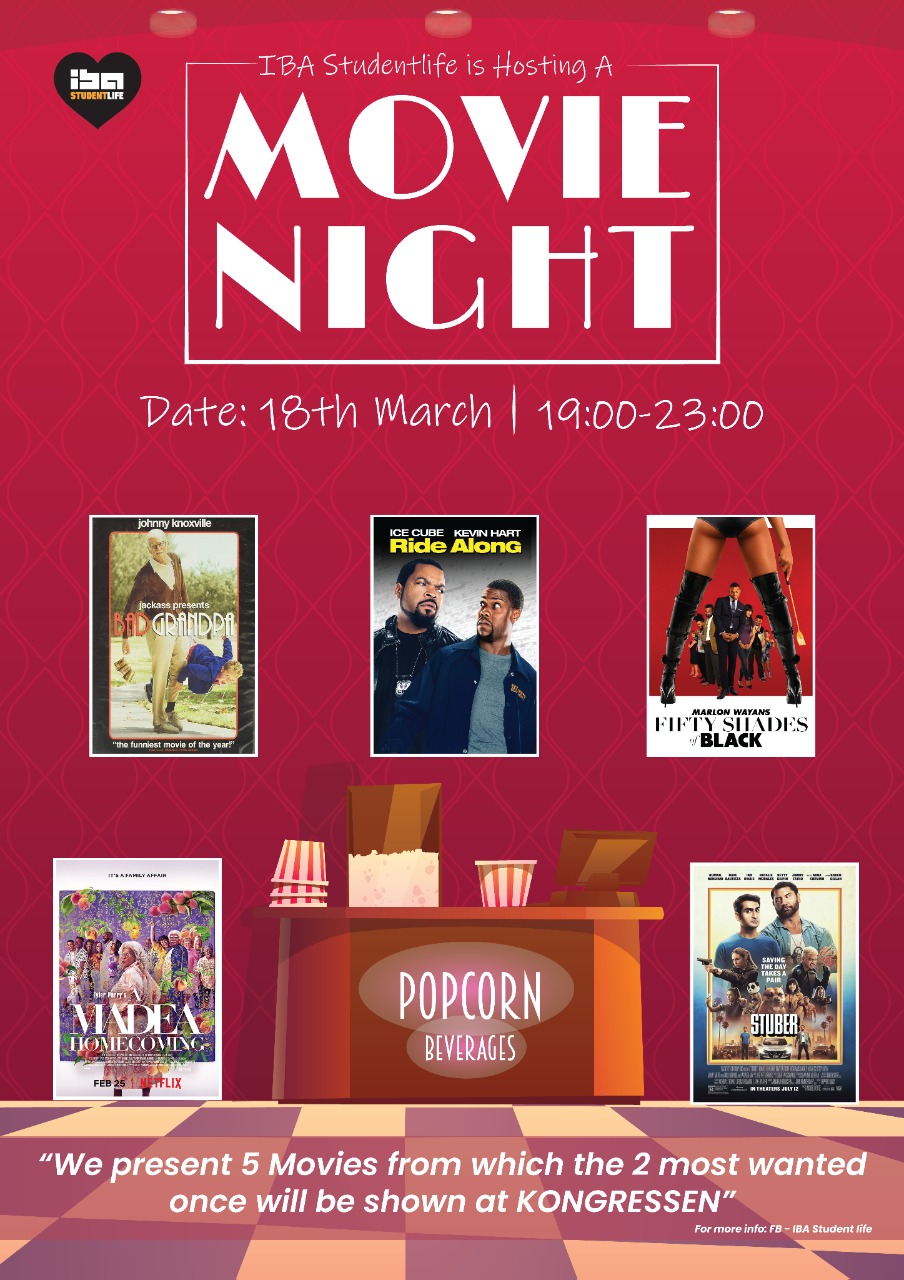 IBA Studentlife is Hosting A
iba
STUDENTLIFE
MOVIE
NIGHT
Date: 18th March | 19:00-23:00
johnny knoxville
jackass presents
BAD GRANDPA
"the funniest movie of the year!"
ICE CUBE KEVIN HART
Ride Along
MARLON WAYANS
FIFTY SHADES
of BLACK
IT'S A FAMILY AFFAIR
Tyler Perry's
A
MADEA
HOMECOMING
FEB 25 | NETFLIX
POPCORN
BEVERAGES
SAVING
THE DAY
TAKES A
PAIR
STUBER
IN THEATERS JULY 12
“We present 5 Movies from which the 2 most wanted
once will be shown at KONGRESSEN”
For more info: FB - IBA Student life